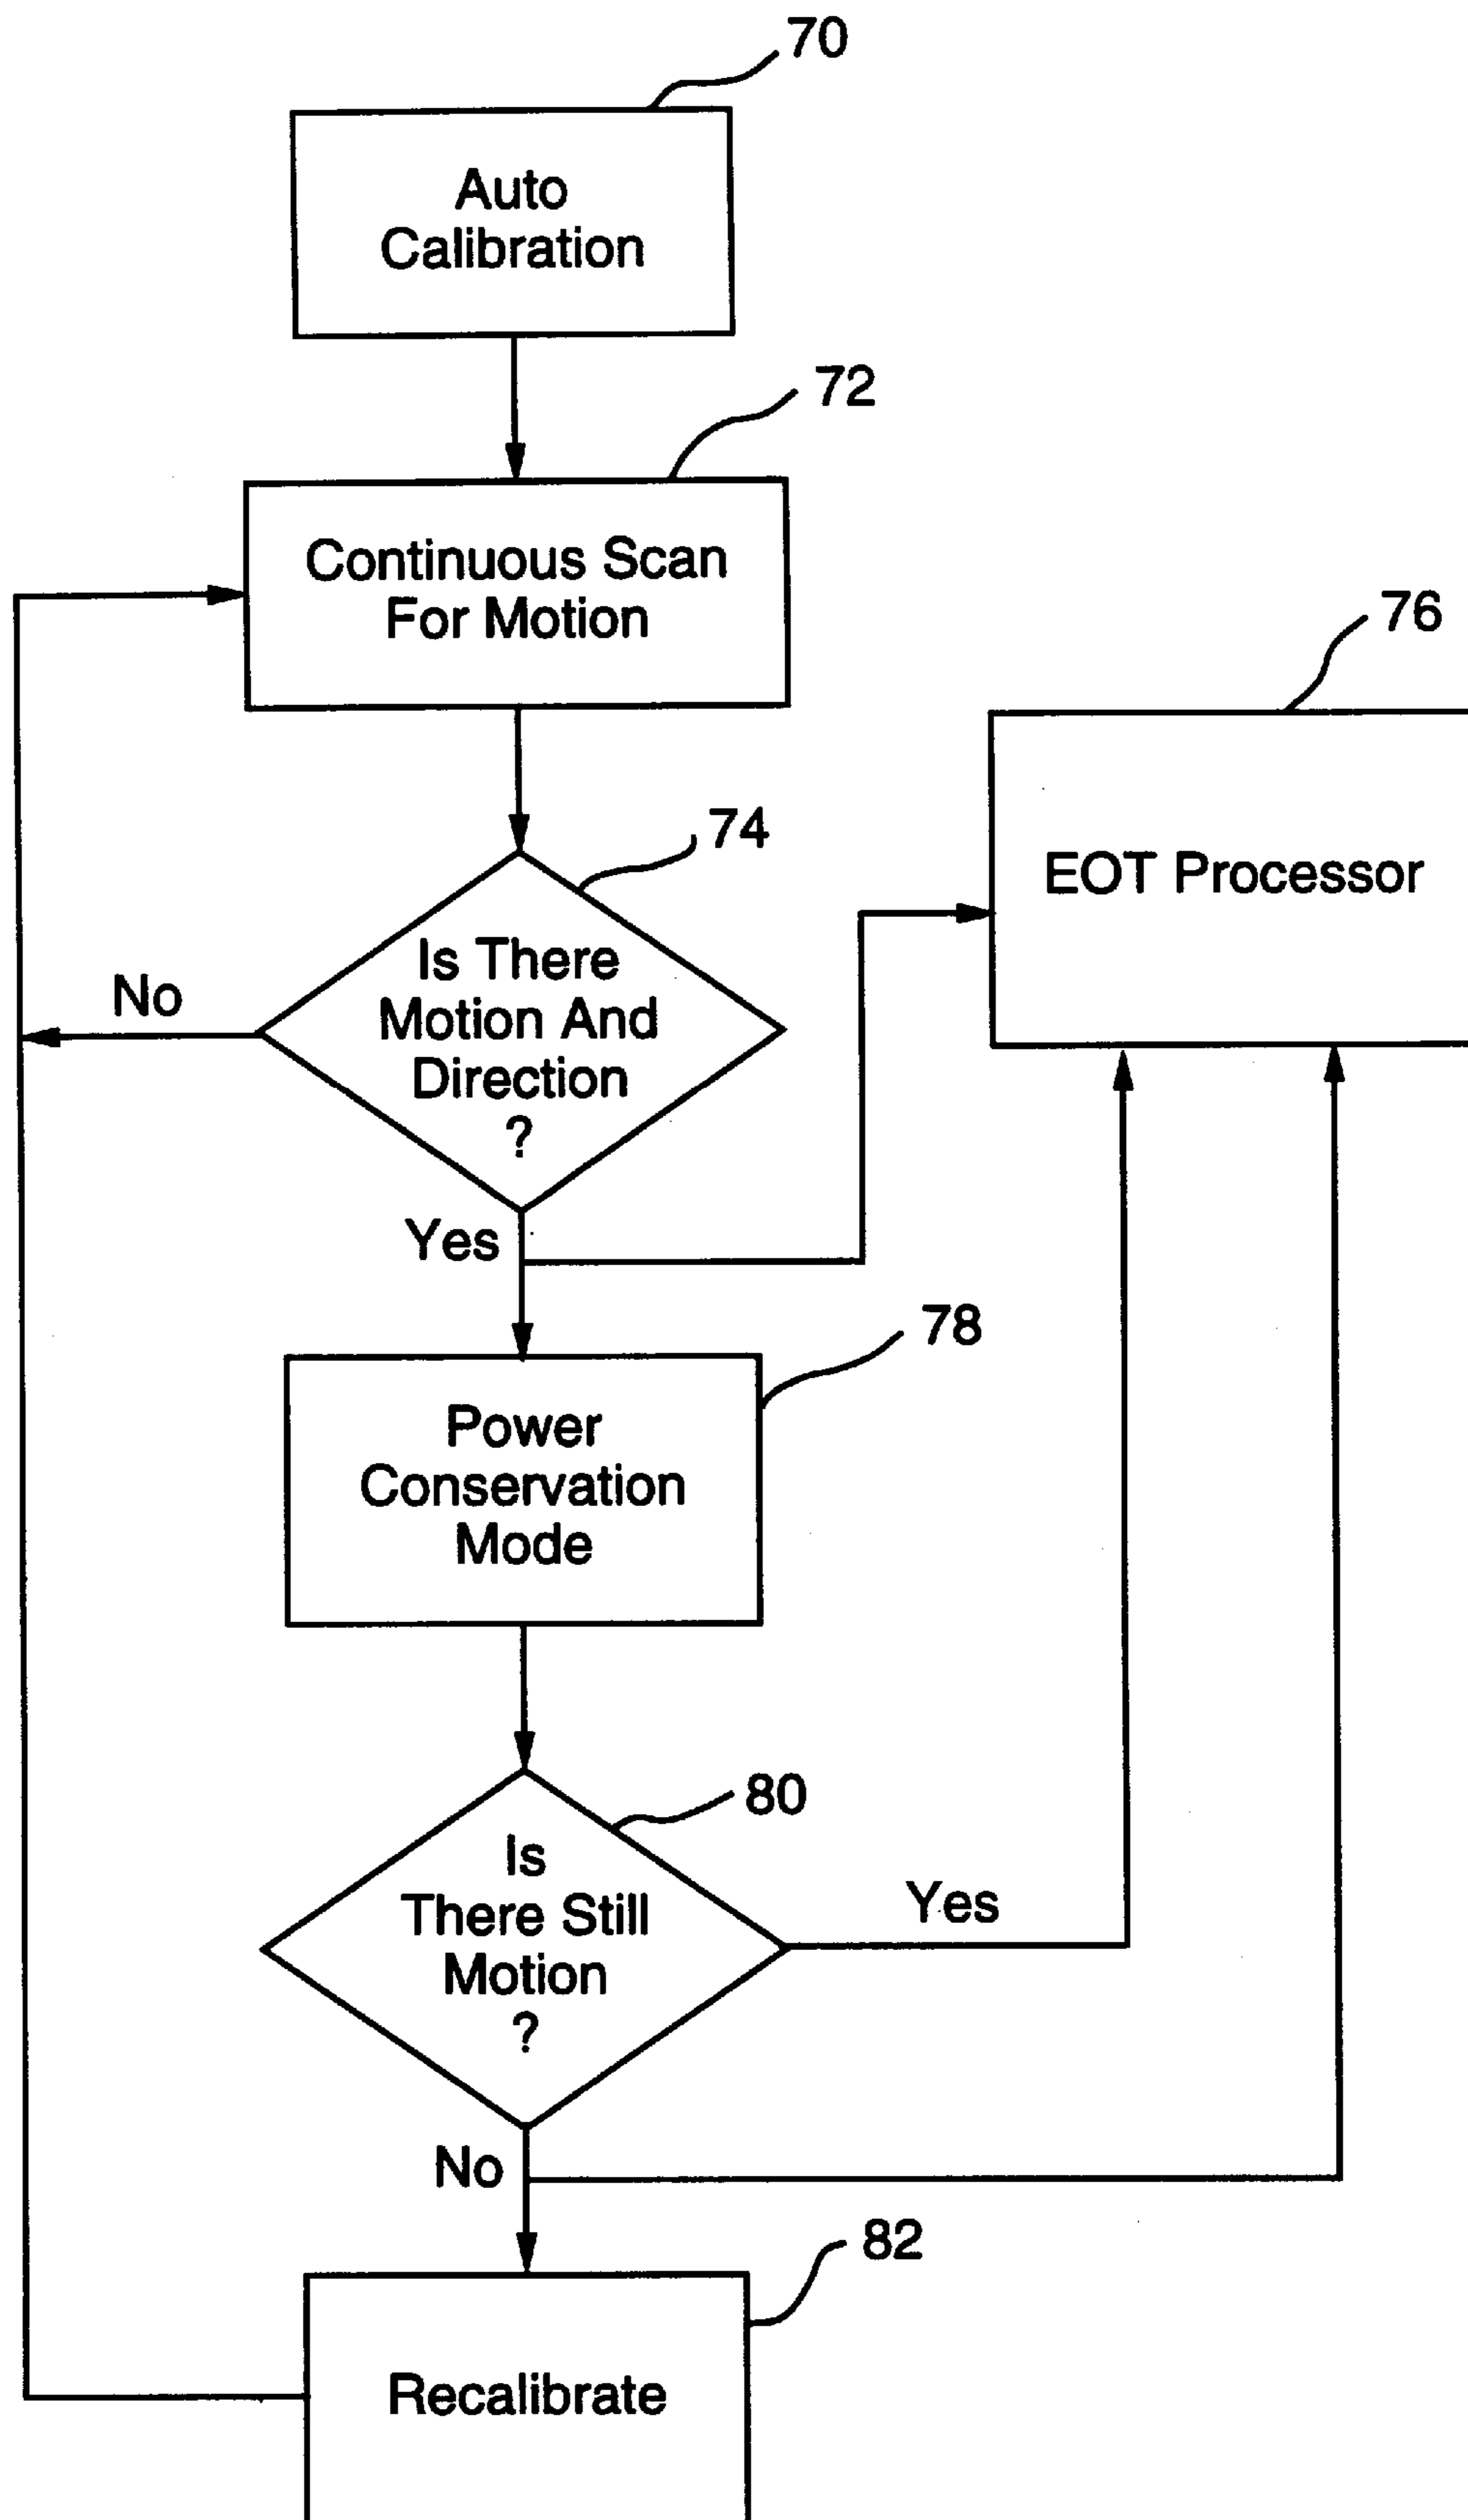 70
Auto
Calibration
72
Continuous Scan
For Motion
76
EOT Processor
74
Is There
Motion And
Direction
?
No
Yes
78
Power
Conservation
Mode
80
Is
There Still
Motion
?
Yes
No
82
Recalibrate